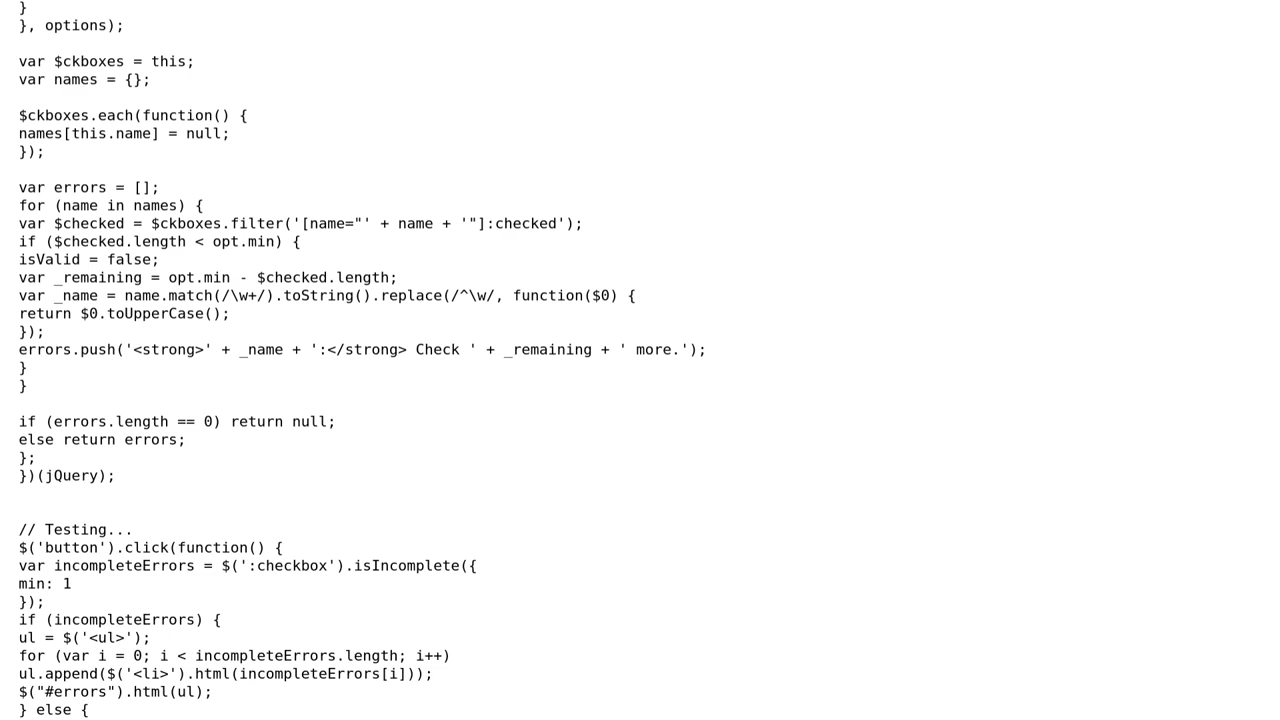 }
}, options);
var $ckboxes = this;
var names = {};
$ckboxes.each(function() {
names[this.name] = null;
});
var errors = [];
for (name in names) {
var $checked = $ckboxes.filter('[name="' + name + '"]:checked');
if ($checked.length < opt.min) {
isValid = false;
var _remaining = opt.min - $checked.length;
var _name = name.match(/\w+/).toString().replace(/^\w/, function($0) {
return $0.toUpperCase();
});
errors.push('<strong>' + _name + ':</strong> Check ' + _remaining + ' more.');
}
}
if (errors.length == 0) return null;
else return errors;
};
})(jQuery);
// Testing...
$('button').click(function() {
var incompleteErrors = $(':checkbox').isIncomplete({
min: 1
});
if (incompleteErrors) {
ul = $('<ul>');
for (var i = 0; i < incompleteErrors.length; i++)
ul.append($('<li>').html(incompleteErrors[i]));
$("#errors").html(ul);
} else {